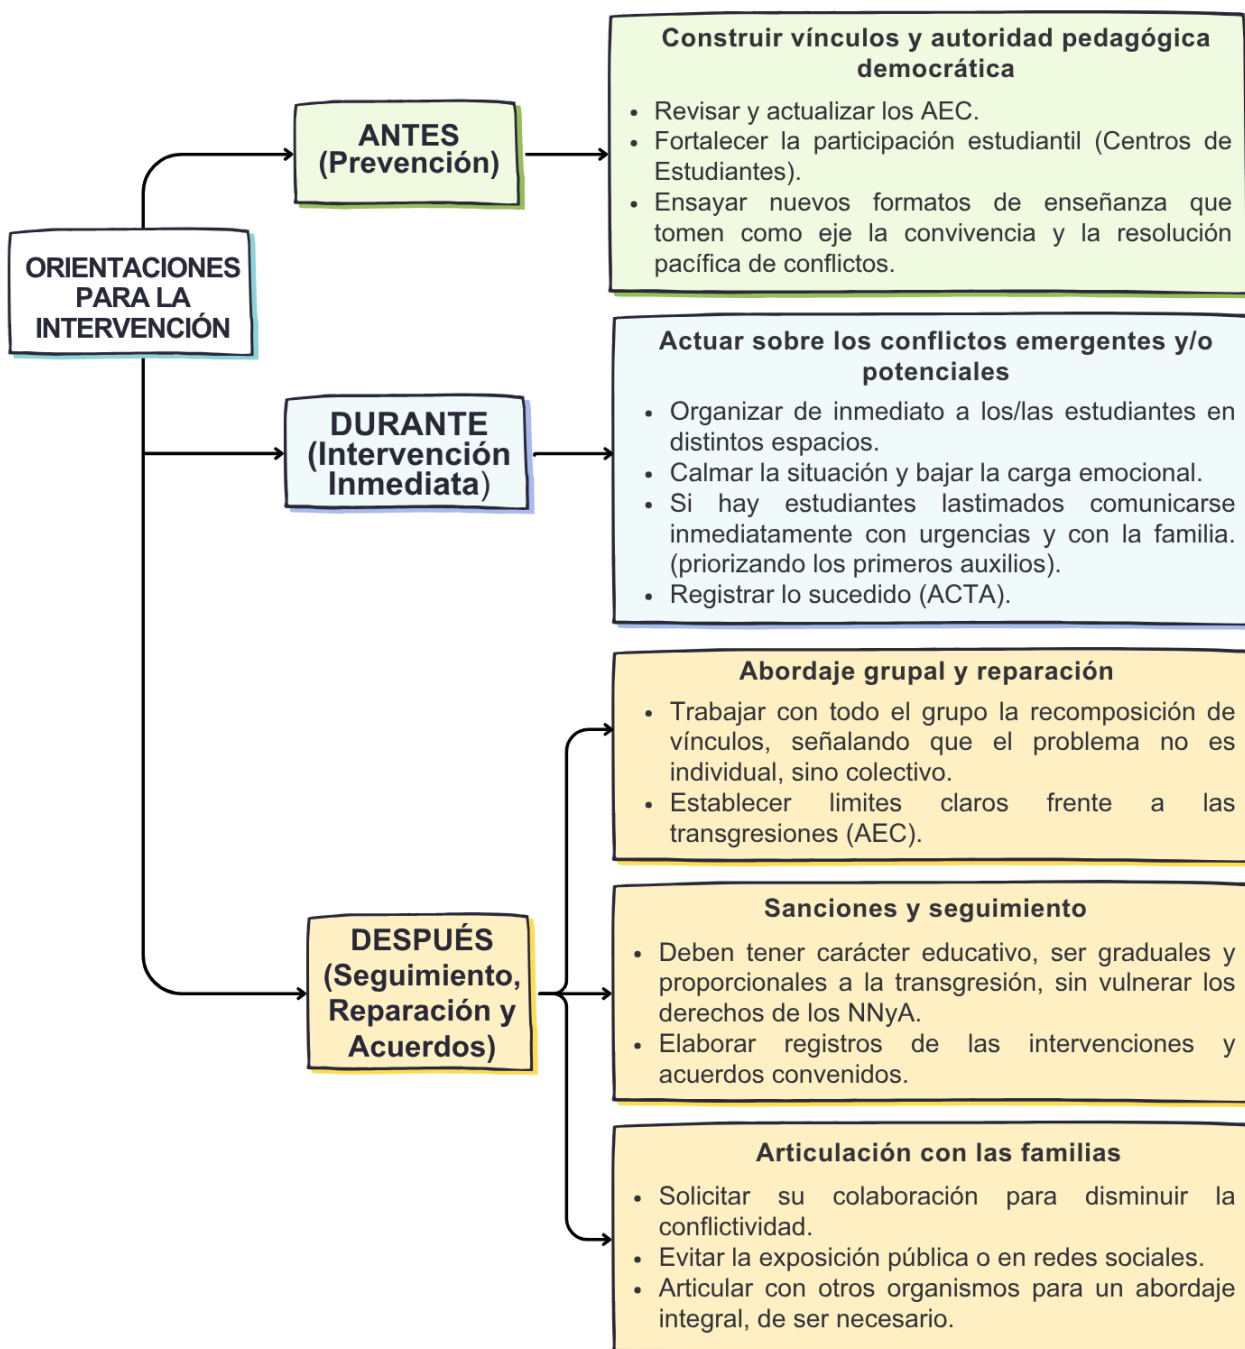 ORIENTACIONES
PARA LA
INTERVENCIÓN
ANTES
(Prevención)
Construir vínculos y autoridad pedagógica
democrática
• Revisar y actualizar los AEC.
• Fortalecer la participación estudiantil (Centros de
Estudiantes).
• Ensayar nuevos formatos de enseñanza que
tomen como eje la convivencia y la resolución
pacífica de conflictos.
DURANTE
(Intervención
Inmediata)
Actuar sobre los conflictos emergentes y/o
potenciales
• Organizar de inmediato a los/las estudiantes en
distintos espacios.
• Calmar la situación y bajar la carga emocional.
• Si hay estudiantes lastimados comunicarse
inmediatamente con urgencias y con la familia.
(priorizando los primeros auxilios).
• Registrar lo sucedido (ACTA).
DESPUÉS
(Seguimiento,
Reparación y
Acuerdos)
Abordaje grupal y reparación
• Trabajar con todo el grupo la recomposición de
vínculos, señalando que el problema no es
individual, sino colectivo.
• Establecer limites claros frente a las
transgresiones (AEC).
Sanciones y seguimiento
• Deben tener carácter educativo, ser graduales y
proporcionales a la transgresión, sin vulnerar los
derechos de los NNyA.
• Elaborar registros de las intervenciones y
acuerdos convenidos.
Articulación con las familias
• Solicitar su colaboración para disminuir la
conflictividad.
• Evitar la exposición pública o en redes sociales.
• Articular con otros organismos para un abordaje
integral, de ser necesario.